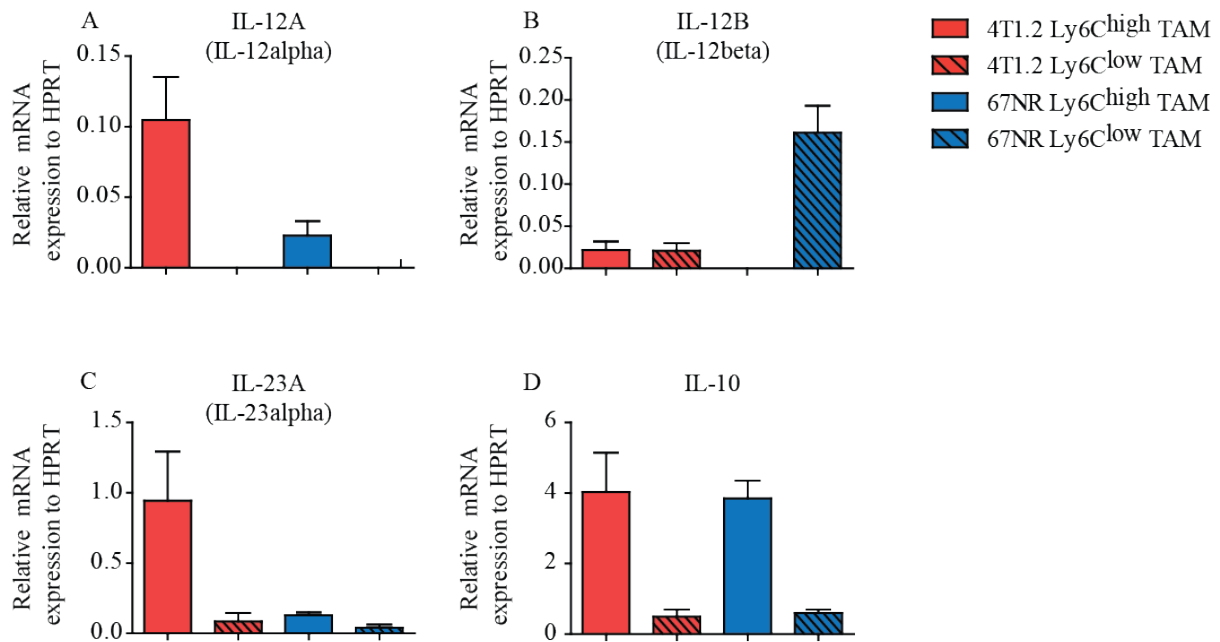 A
IL-12A
(IL-12alpha)
Relative mRNA
expression to HPRT
0.15
0.10
0.05
0.00
B
IL-12B
(IL-12beta)
Relative mRNA
expression to HPRT
0.25
0.20
0.15
0.10
0.05
0.00
4T1.2 Ly6Chigh TAM
4T1.2 Ly6Clow TAM
67NR Ly6Chigh TAM
67NR Ly6Clow TAM
C
IL-23A
(IL-23alpha)
Relative mRNA
expression to HPRT
1.5
1.0
0.5
0.0
D
IL-10
Relative mRNA
expression to HPRT
6
4
2
0